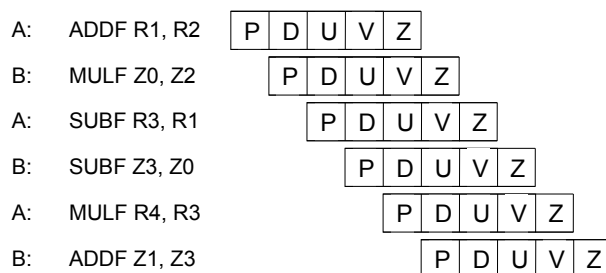 A: ADDF R1, R2 P D U V Z
B: MULF Z0, Z2 P D U V Z
A: SUBF R3, R1 P D U V Z
B: SUBF Z3, Z0 P D U V Z
A: MULF R4, R3 P D U V Z
B: ADDF Z1, Z3 P D U V Z